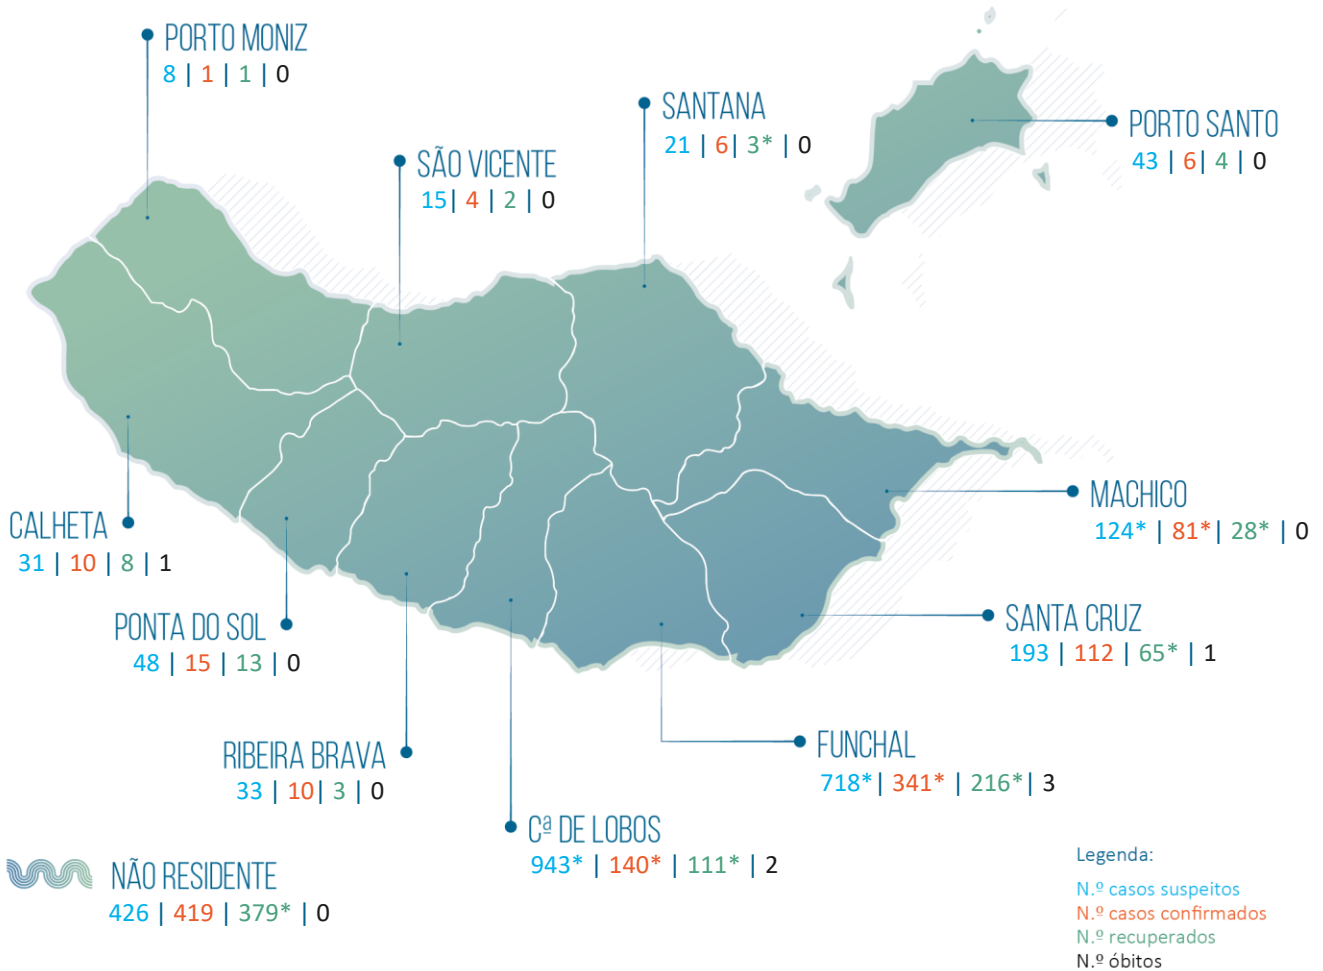 PORTO MONIZ
8 | 1 | 1 | 0
SANTANA
21 | 6| 3* | 0
PORTO SANTO
43 | 6| 4 | 0
SÃO VICENTE
15| 4 | 2 | 0
MACHICO
124* | 81*| 28* | 0
CALHETA
31 | 10 | 8 | 1
PONTA DO SOL
48 | 15 | 13 | 0
SANTA CRUZ
193 | 112 | 65* | 1
RIBEIRA BRAVA
33 | 10| 3 | 0
FUNCHAL
718*| 341* | 216*| 3
Cª DE LOBOS
943* | 140* | 111* | 2
NÃO RESIDENTE
426 | 419 | 379* | 0
Legenda:
N.º casos suspeitos
N.º casos confirmados
N.º recuperados
N.º óbitos